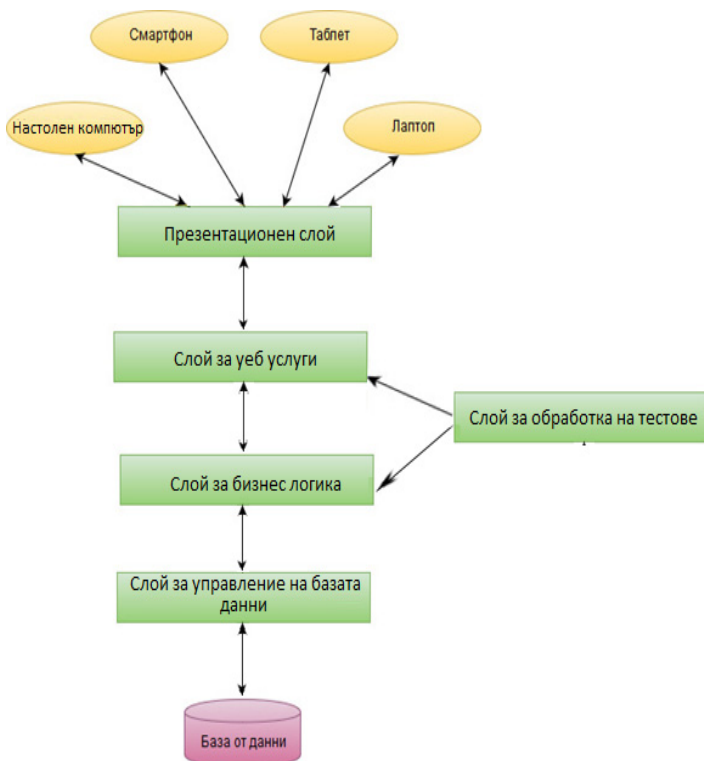 Смартфон
Таблет
Настолен компютър
Лаптоп
Презентационен слой
Слой за уеб услуги
Слой за обработка на тестове
Слой за бизнес логика
Слой за управление на базата
данни
База от данни